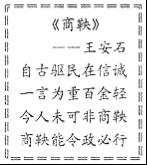 《商鞅》
——王安石
自古驱民在信诚
一言为重百金轻
今人未可非商鞅
商鞅能令政必行